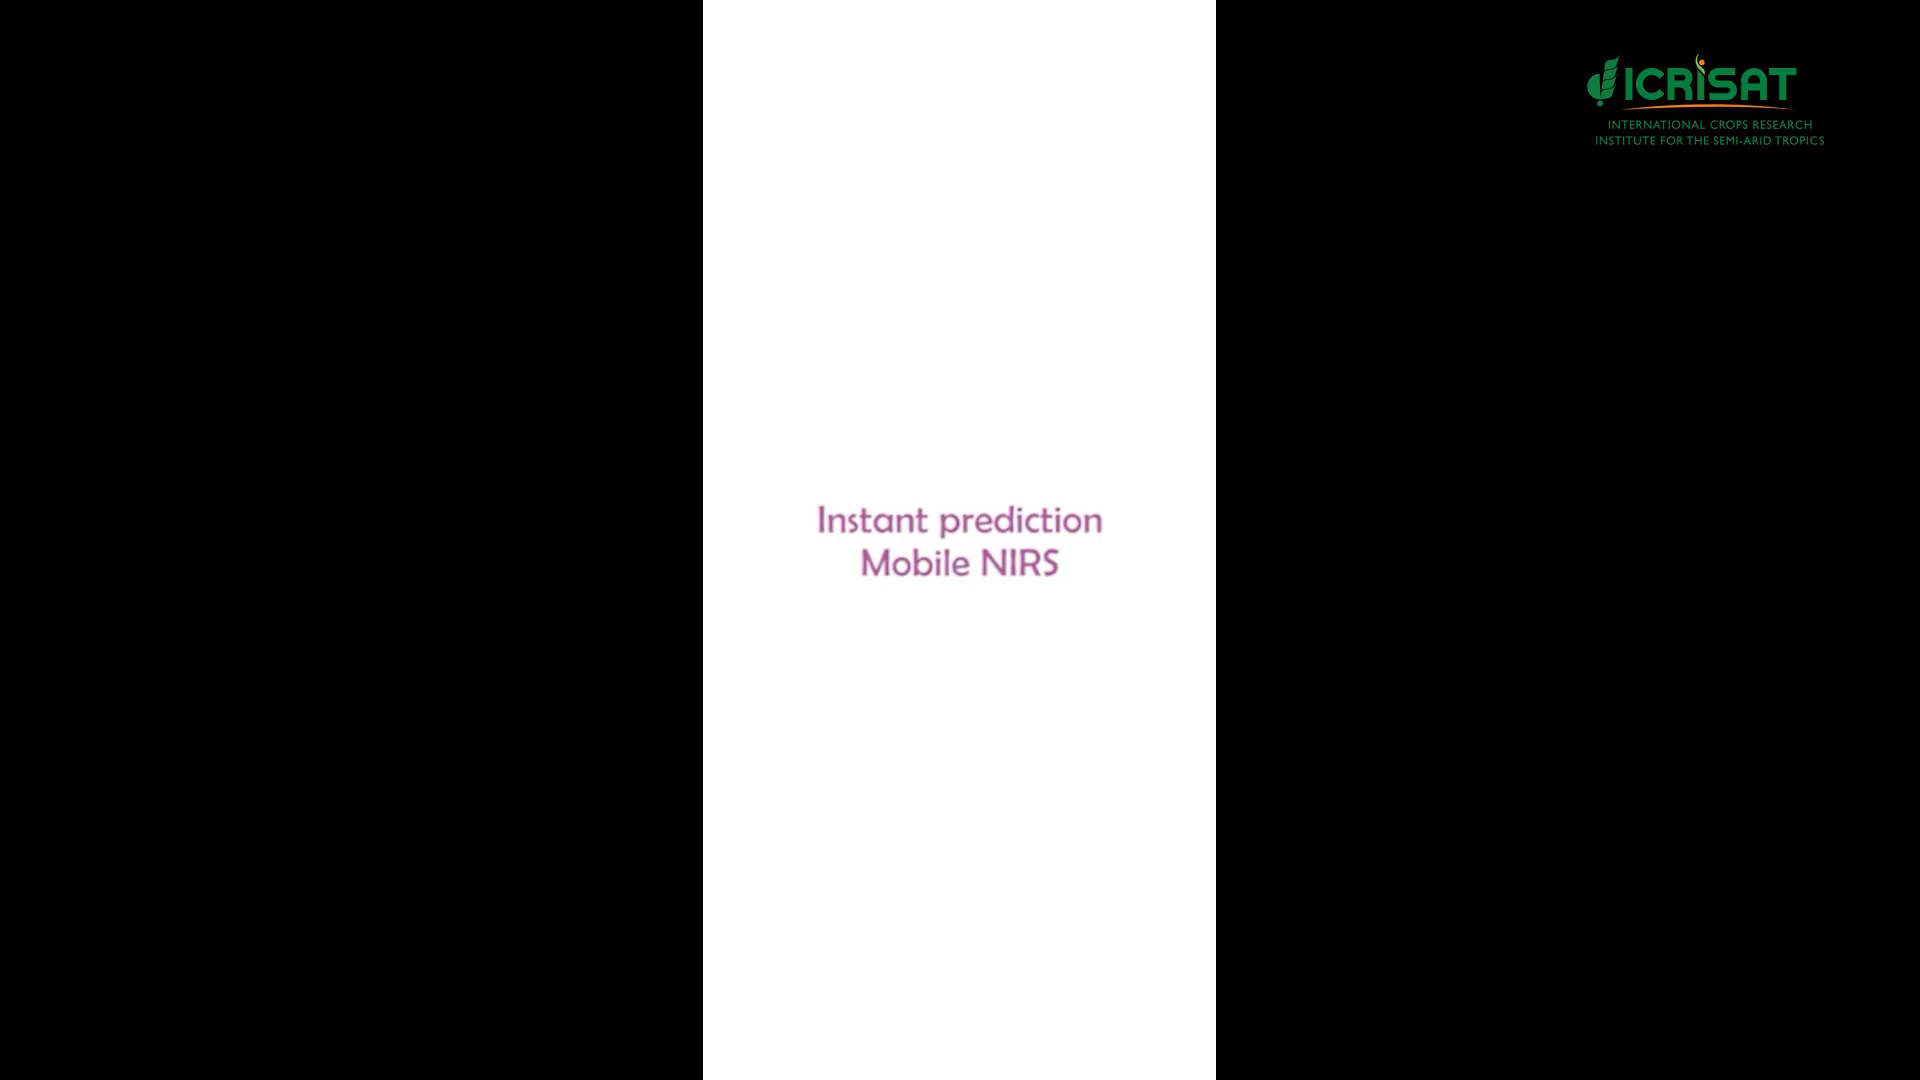 ICRISAT
INTERNATIONAL CROPS RESEARCH
INSTITUTE FOR THE SEMI-ARID TROPICS
Instant prediction
Mobile NIRS